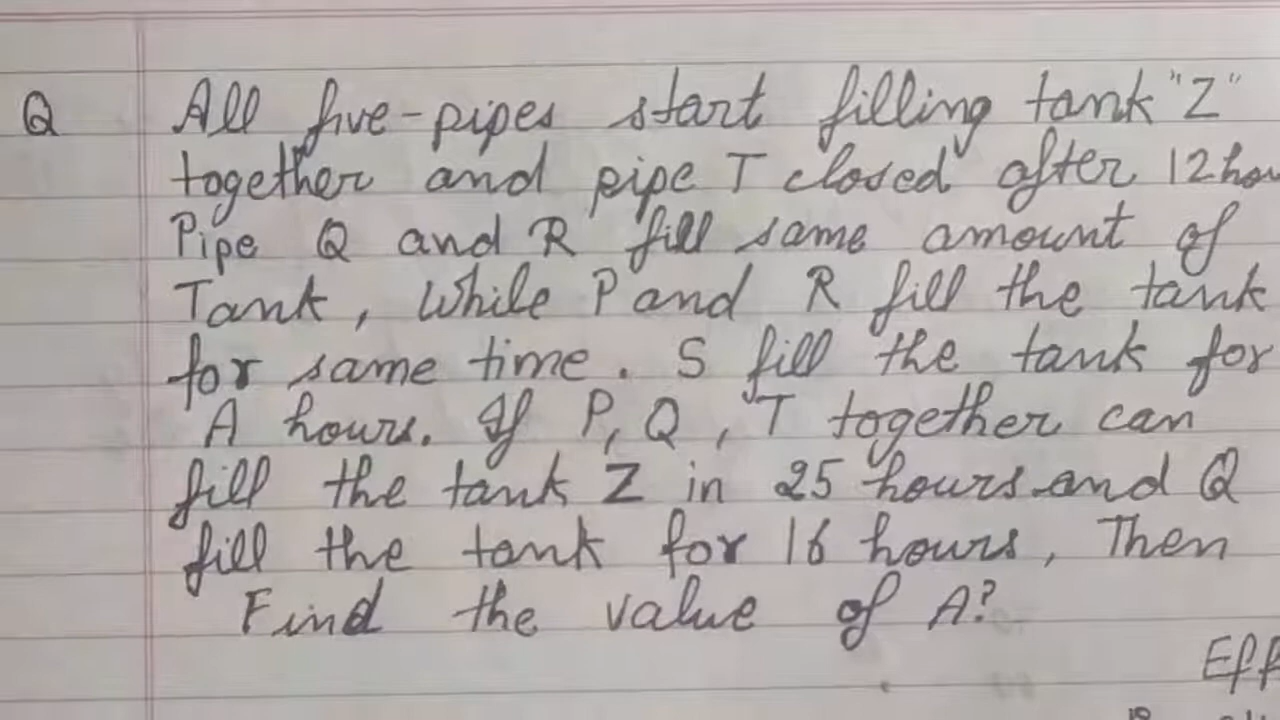 Q All five-pipes start filling tank "Z"
together and pipe T closed after 12 hou
Pipe Q and R fill same amount of
Tank, While P and R fill the tank
for same time. S fill the tank for
A hours. If P, Q, T together can
fill the tank Z in 25 hours and Q
fill the tank for 16 hours, Then
Find the value of A?
Eff